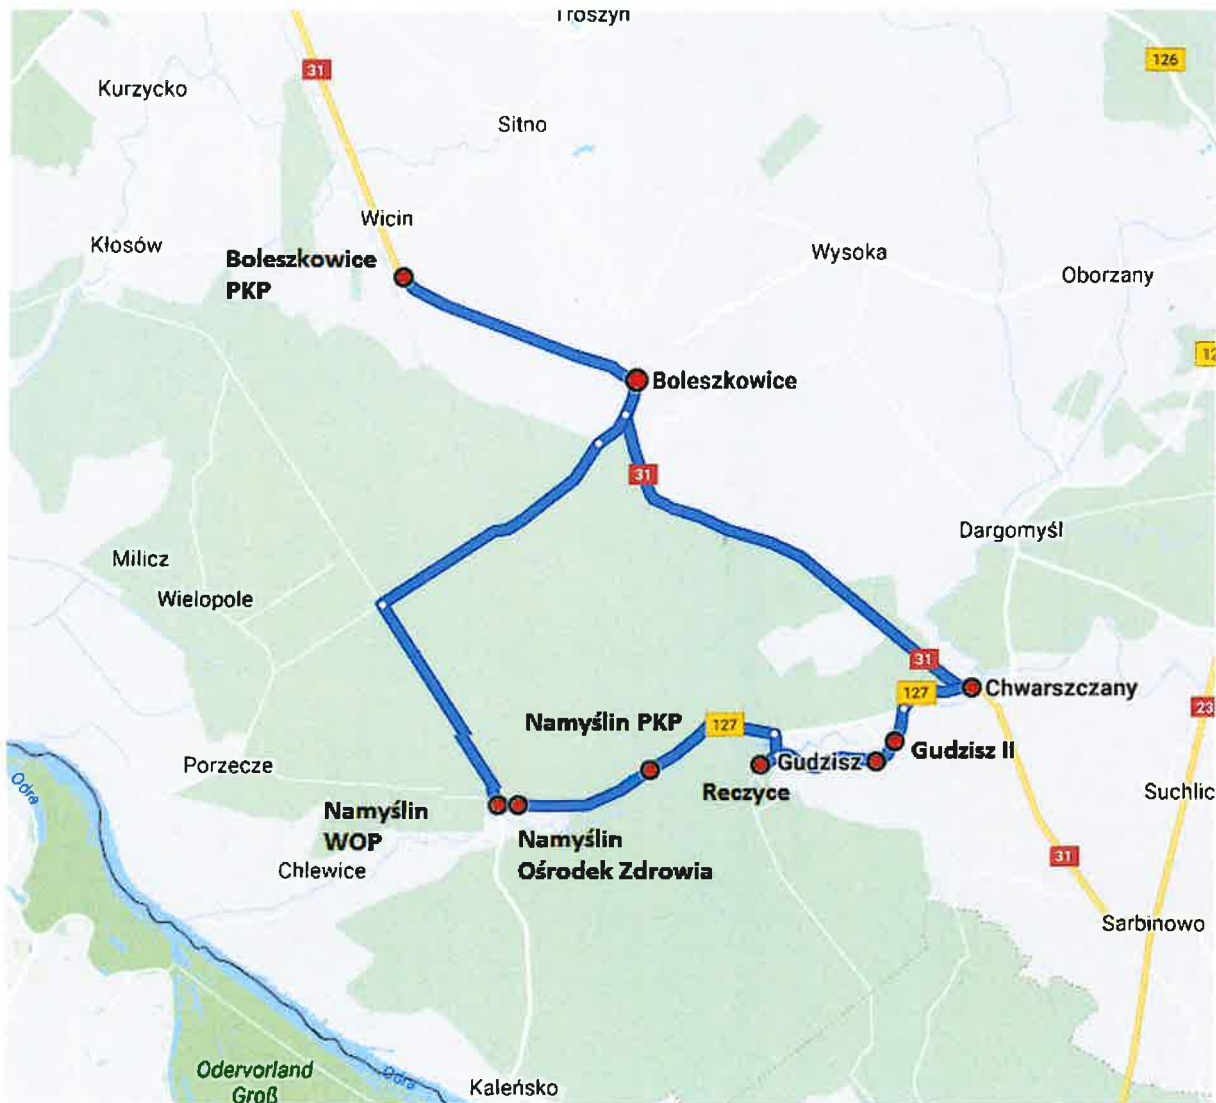 Troszyn
31
126
Kurzycko
Sitno
Wicin
Kłosów
Boleszkowice
PKP
Wysoka
Oborzany
Boleszkowice
31
Dargomyśl
Milicz
Wielopole
31
127
Chwarszczany
23
Namyślin PKP
127
Gudzisz II
Gudzisz
Porzecze
Reczyce
Odra
Suchlic
Namyślin
WOP
Namyślin
Ośrodek Zdrowia
Chlewice
31
Sarbinowo
Odervorland
Groß
Odra
Kaleńsko